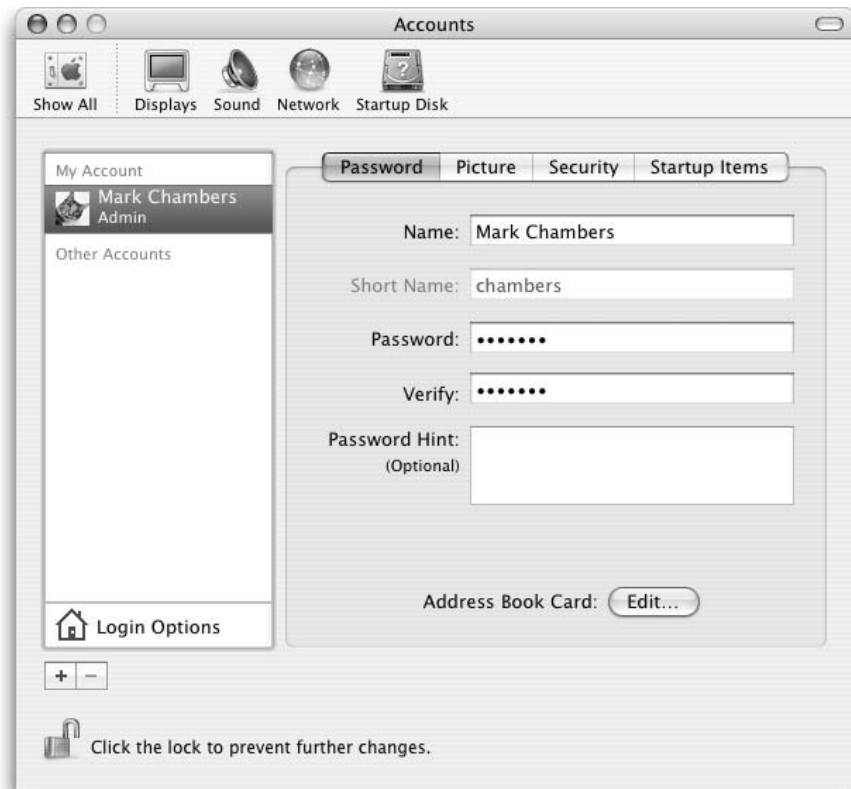 Accounts
Show All
Displays
Sound
Network
Startup Disk
My Account
Mark Chambers
Admin
Other Accounts
Login Options
Password
Picture
Security
Startup Items
Name: Mark Chambers
Short Name: chambers
Password: •••••••
Verify: •••••••
Password Hint:
(Optional)
Address Book Card: Edit...
+ −
Click the lock to prevent further changes.